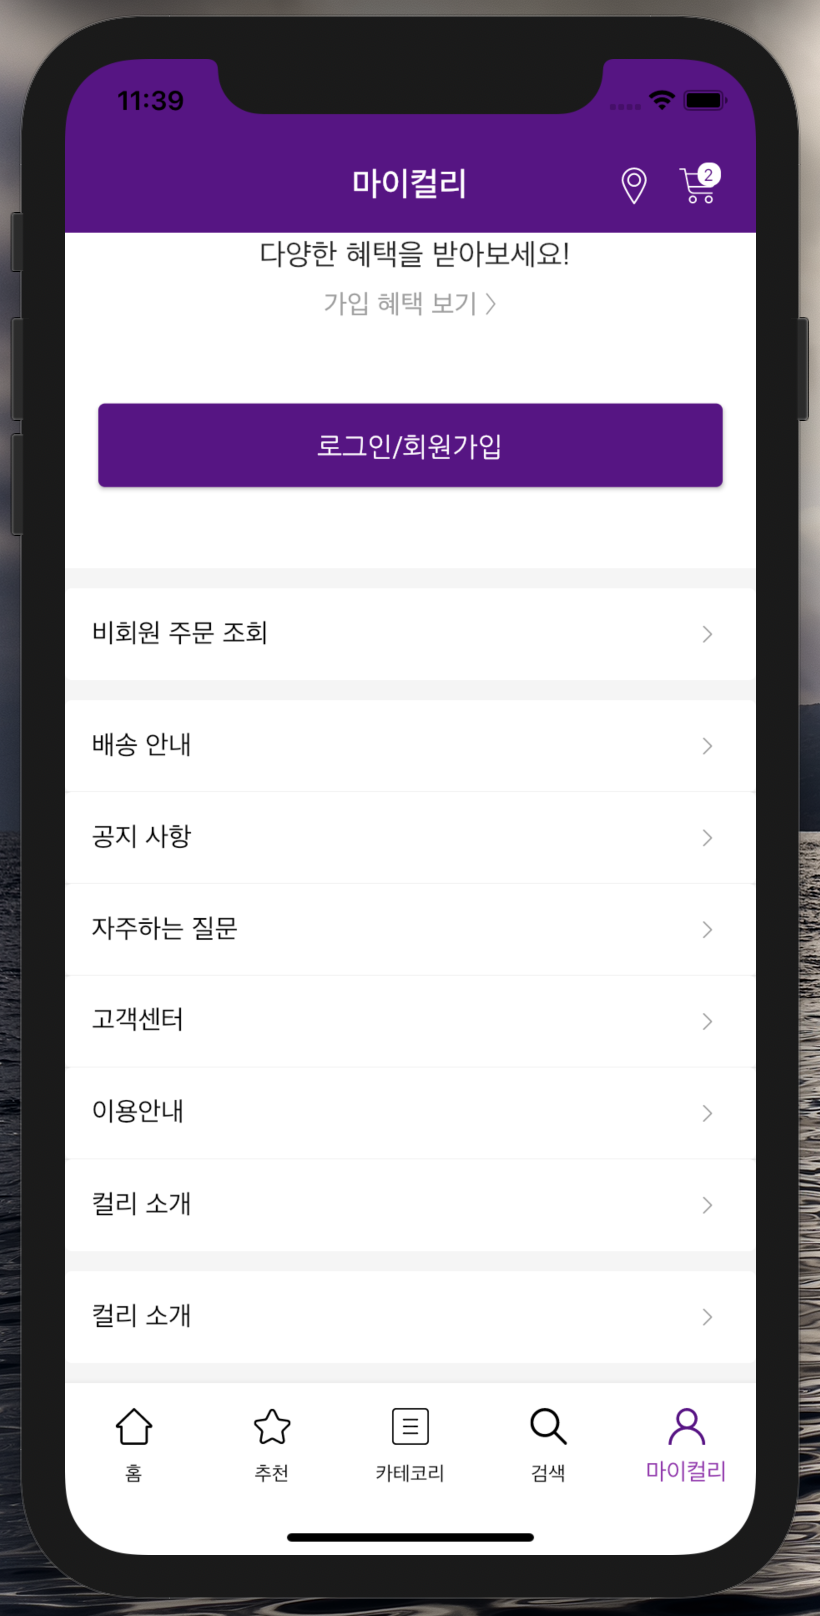 11:39
마이컬리
2
다양한 혜택을 받아보세요!
가입 혜택 보기 〉
로그인/회원가입
비회원 주문 조회
배송 안내
공지 사항
자주하는 질문
고객센터
이용안내
컬리 소개
컬리 소개
홈
추천
카테코리
검색
마이컬리